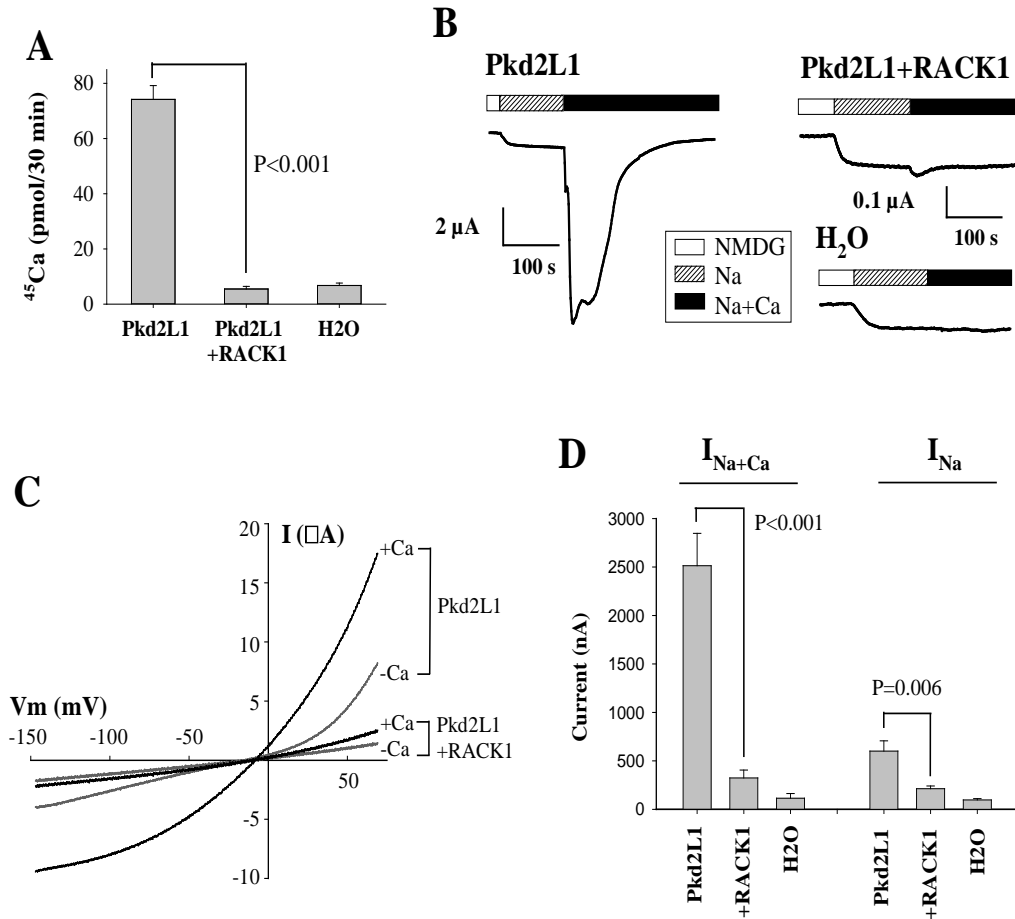 A
80
60
40
20
0
⁴⁵Ca (pmol/30 min)
P<0.001
Pkd2L1
Pkd2L1
+RACK1
H2O
B
Pkd2L1
2 µA
100 s
NMDG
Na
Na+Ca
Pkd2L1+RACK1
0.1 µA
100 s
H₂O
C
I (□A)
20
15
10
5
-5
-10
Vm (mV)
-150
-100
-50
50
+Ca
-Ca
Pkd2L1
+Ca
-Ca
Pkd2L1
+RACK1
D
I Na+Ca
I Na
3000
2500
2000
1500
1000
500
0
Current (nA)
P<0.001
P=0.006
Pkd2L1
+RACK1
H2O
Pkd2L1
+RACK1
H2O